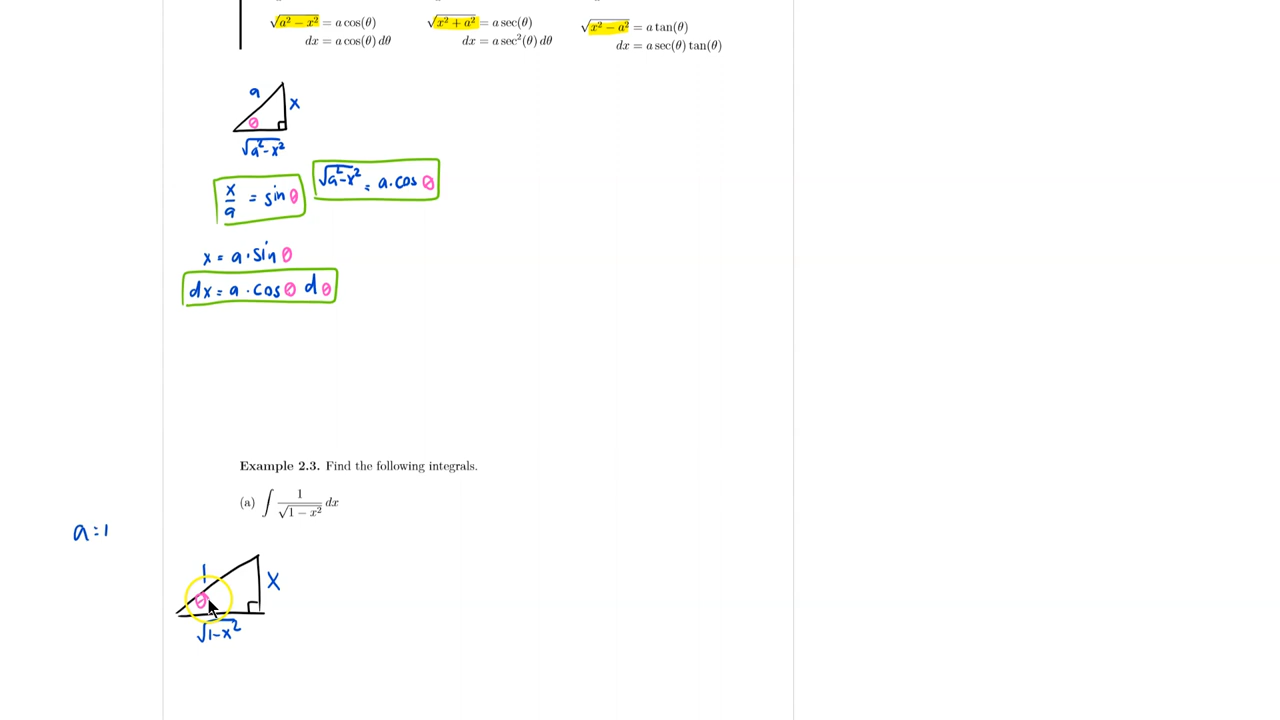 √a² − x² = a cos(θ)
dx = a cos(θ) dθ
√x² + a² = a sec(θ)
dx = a sec²(θ) dθ
√x² − a² = a tan(θ)
dx = a sec(θ) tan(θ)
a
x
θ
√a²-x²
x/a = sin θ
√a²-x² = a.cos θ
x = a.sin θ
dx = a.cos θ dθ
Example 2.3. Find the following integrals.
(a) ∫ 1/√1 − x² dx
a=1
1
x
θ
√1-x²